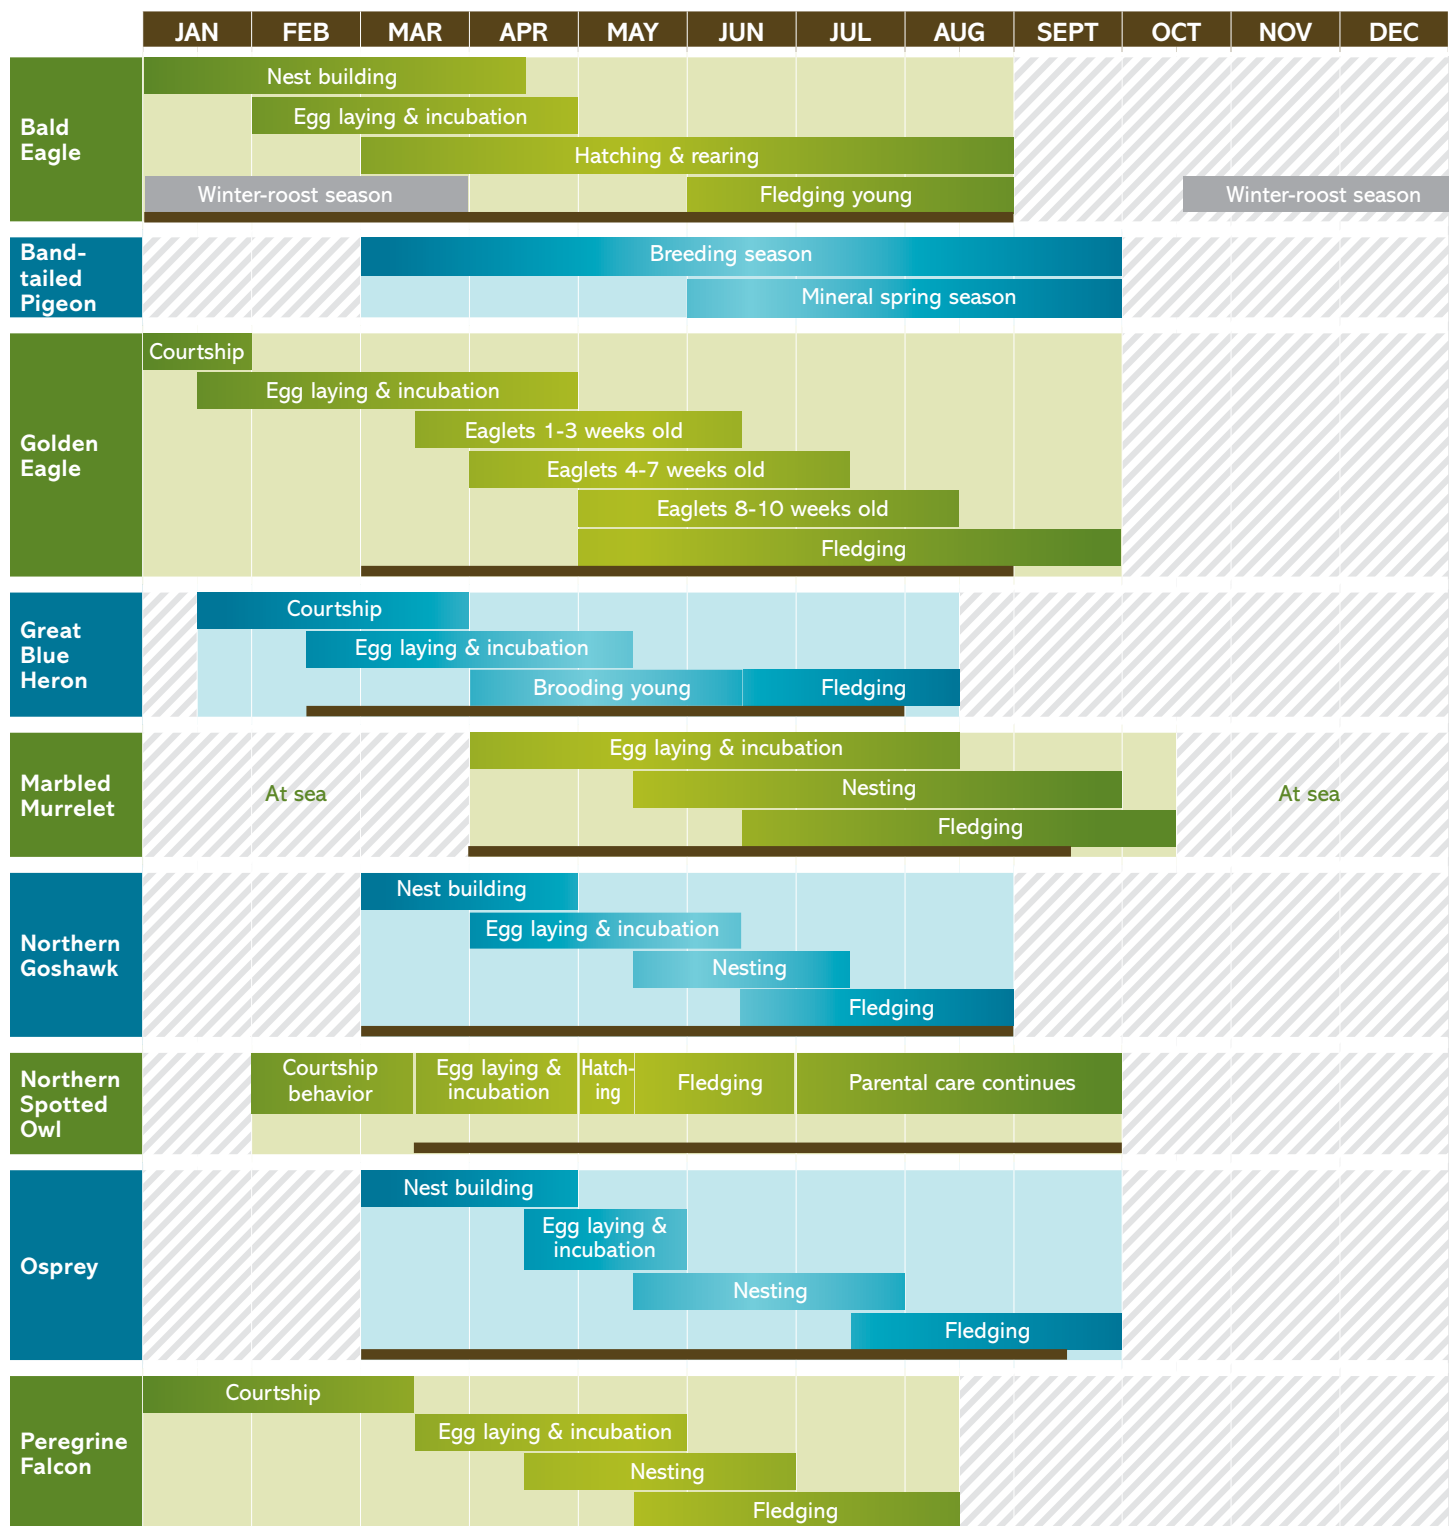 JAN FEB MAR APR MAY JUN JUL AUG SEPT OCT NOV DEC
Bald
Eagle
Nest building
Egg laying & incubation
Hatching & rearing
Winter-roost season
Fledging young
Winter-roost season
Band-
tailed
Pigeon
Breeding season
Mineral spring season
Golden
Eagle
Courtship
Egg laying & incubation
Eaglets 1-3 weeks old
Eaglets 4-7 weeks old
Eaglets 8-10 weeks old
Fledging
Great
Blue
Heron
Courtship
Egg laying & incubation
Brooding young
Fledging
Marbled
Murrelet
At sea
Egg laying & incubation
Nesting
Fledging
At sea
Northern
Goshawk
Nest building
Egg laying & incubation
Nesting
Fledging
Northern
Spotted
Owl
Courtship
behavior
Egg laying &
incubation
Hatch-
ing
Fledging
Parental care continues
Osprey
Nest building
Egg laying &
incubation
Nesting
Fledging
Peregrine
Falcon
Courtship
Egg laying & incubation
Nesting
Fledging